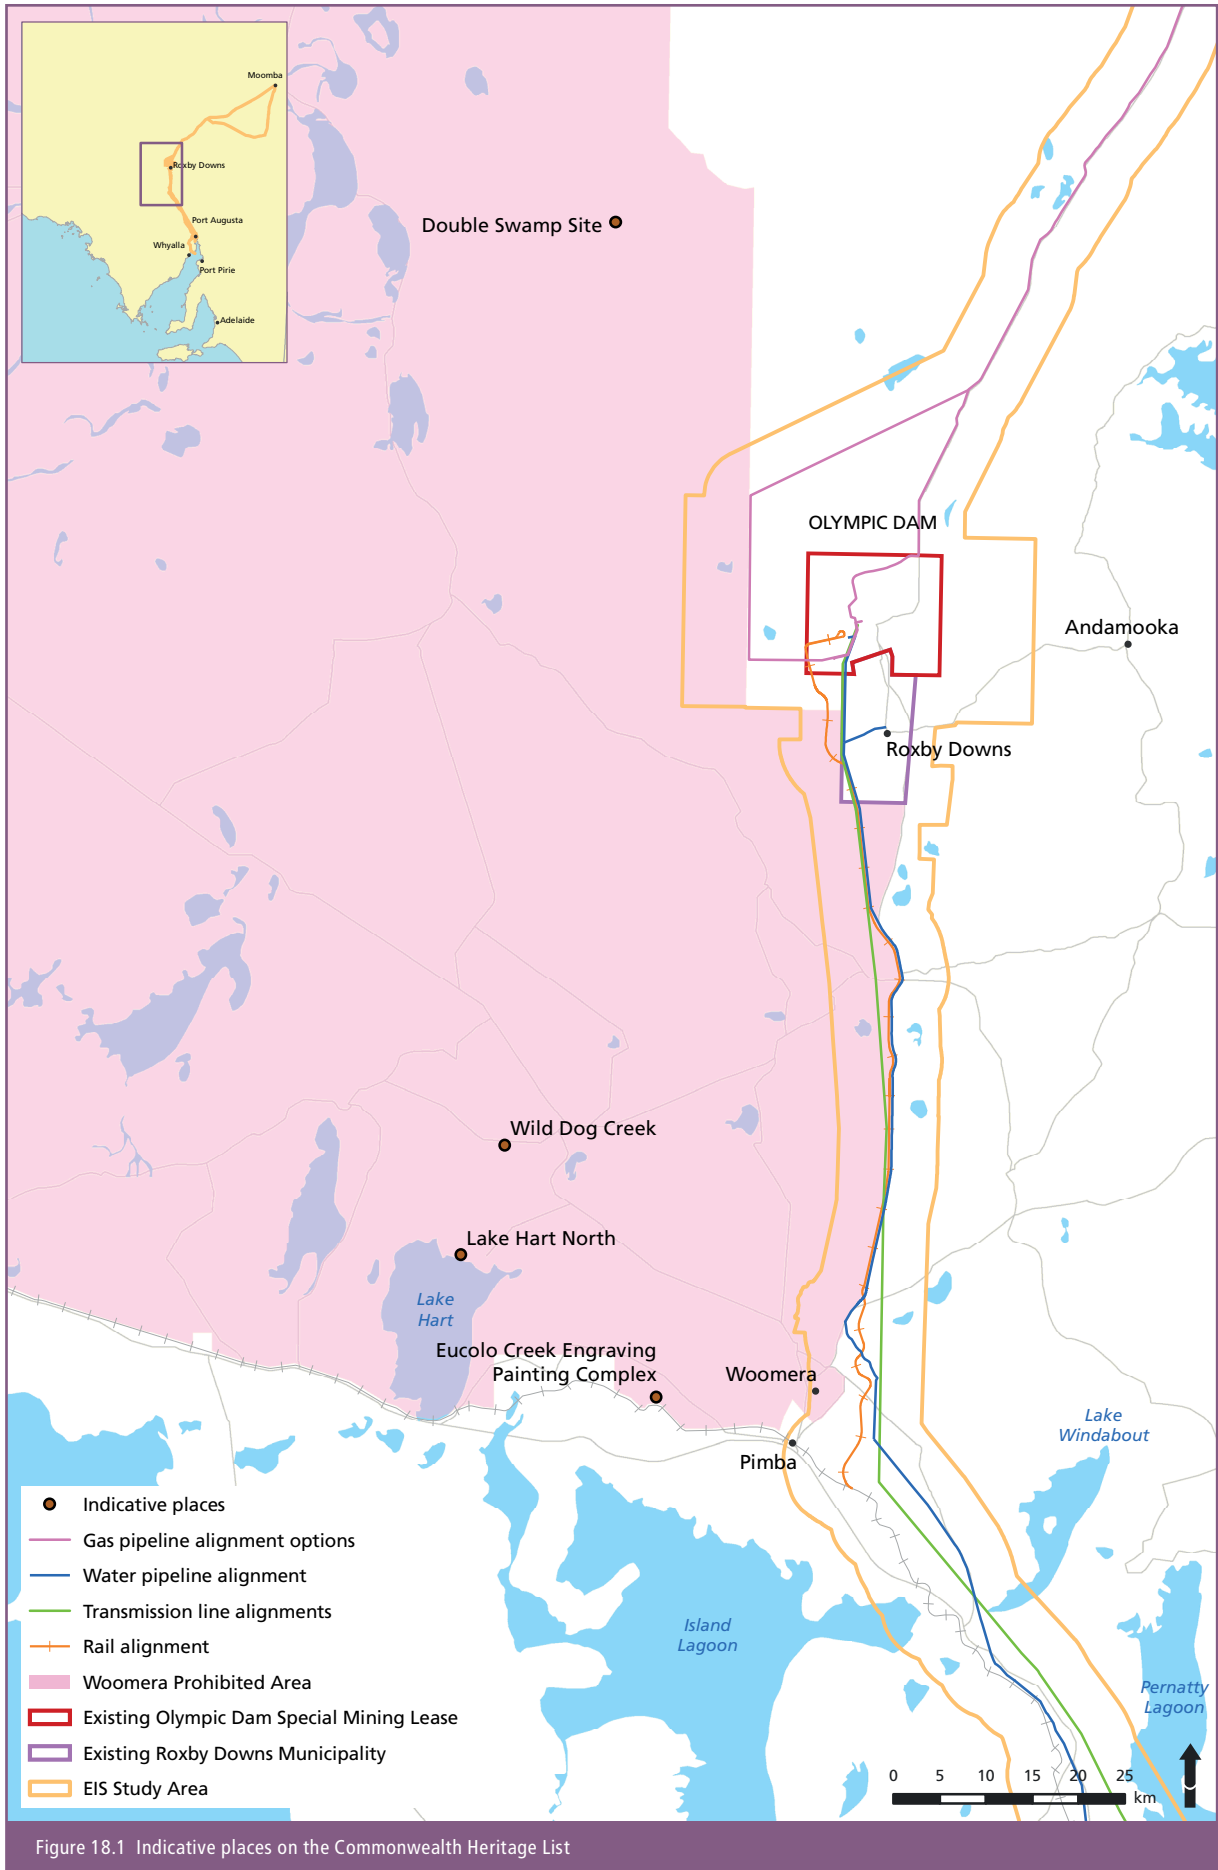 Moomba
Roxby Downs
Port Augusta
Whyalla
Port Pirie
Adelaide
Double Swamp Site
OLYMPIC DAM
Andamooka
Roxby Downs
Wild Dog Creek
Lake Hart North
Lake
Hart
Eucolo Creek Engraving
Painting Complex
Woomera
Pimba
Lake
Windabout
Island
Lagoon
Pernatty
Lagoon
Indicative places
Gas pipeline alignment options
Water pipeline alignment
Transmission line alignments
Rail alignment
Woomera Prohibited Area
Existing Olympic Dam Special Mining Lease
Existing Roxby Downs Municipality
EIS Study Area
0 5 10 15 20 25
km
Figure 18.1 Indicative places on the Commonwealth Heritage List